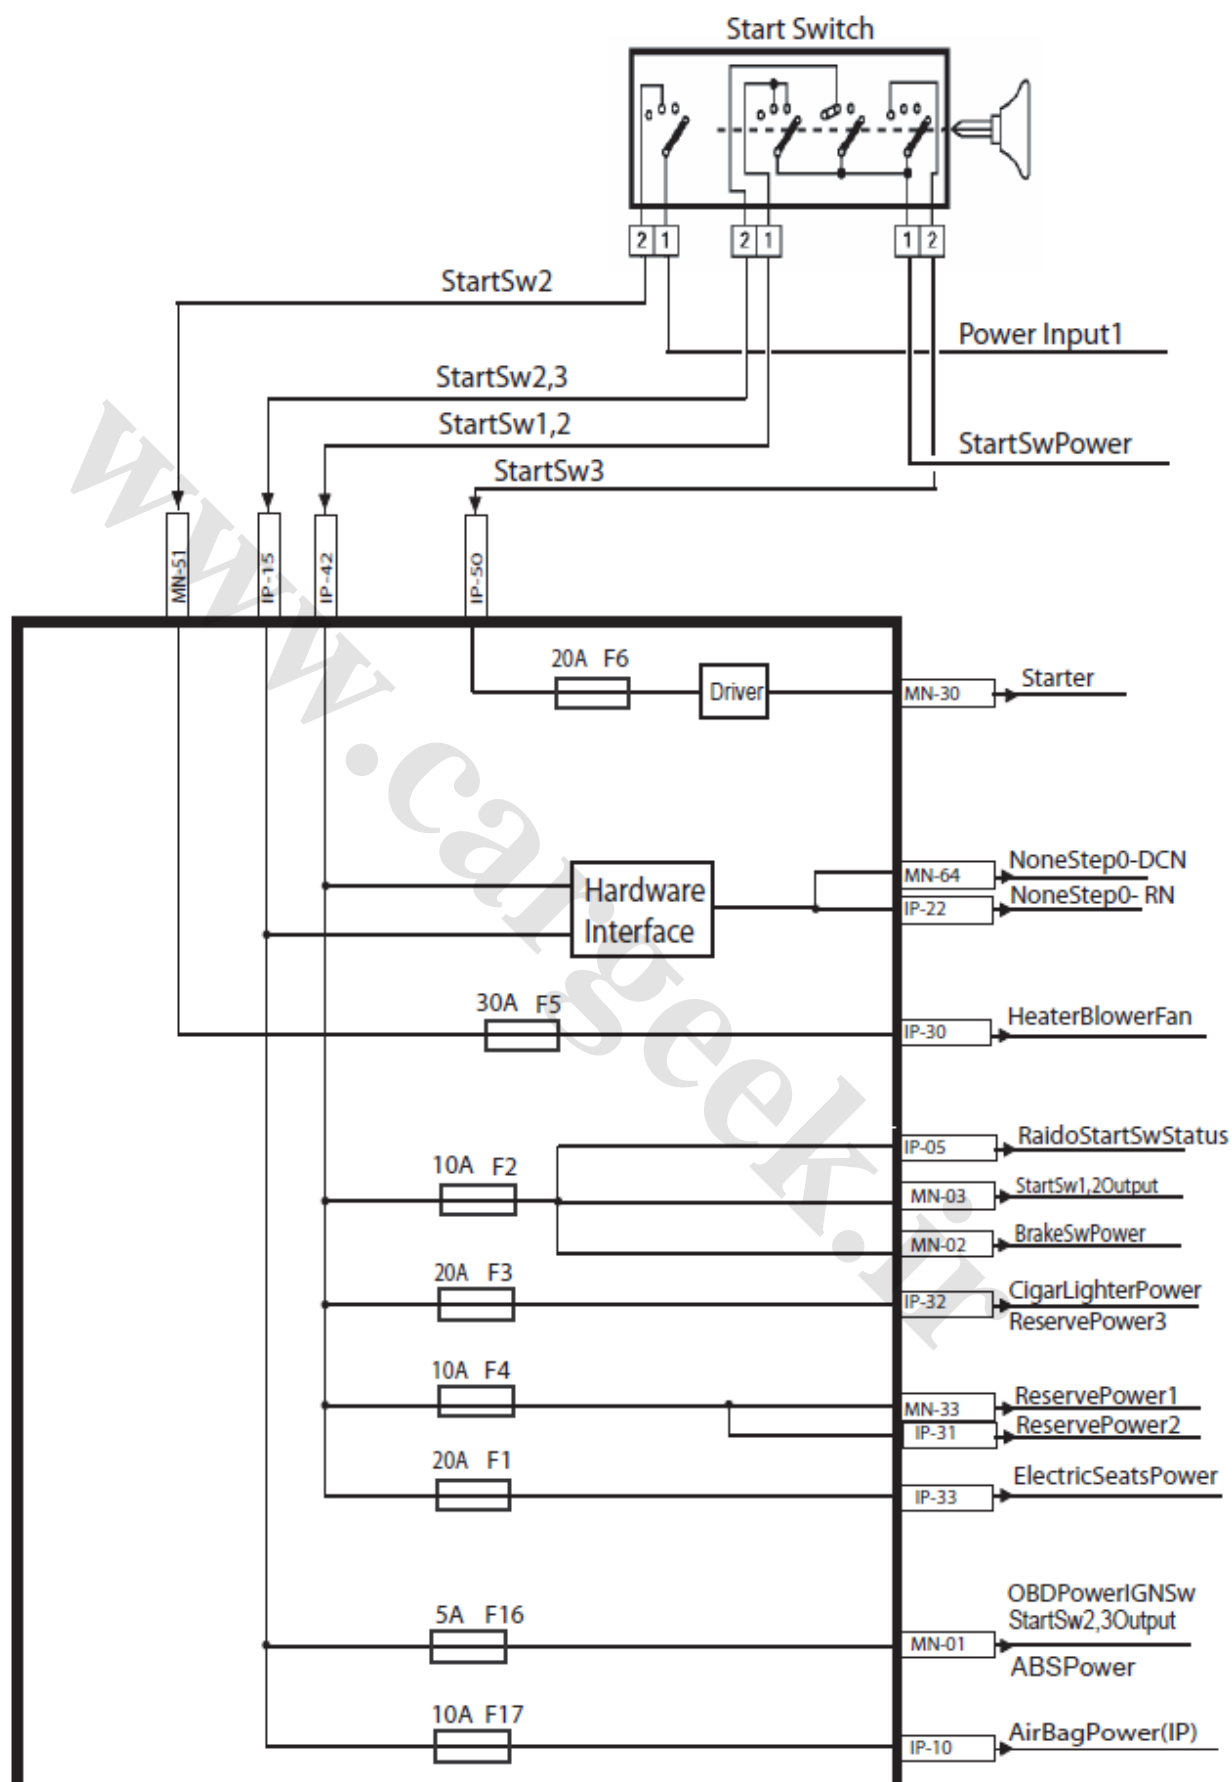 Start Switch
2 1 2 1 1 2
StartSw2
Power Input1
StartSw2,3
StartSw1,2
StartSwPower
StartSw3
MN-51
IP-15
IP-42
IP-50
20A F6
Driver
MN-30
Starter
Hardware
Interface
MN-64
NoneStep0-DCN
IP-22
NoneStep0- RN
30A F5
IP-30
HeaterBlowerFan
IP-05
RaidoStartSwStatus
10A F2
MN-03
StartSw1,2Output
MN-02
BrakeSwPower
20A F3
IP-32
CigarLighterPower
ReservePower3
10A F4
MN-33
ReservePower1
IP-31
ReservePower2
20A F1
IP-33
ElectricSeatsPower
OBDPowerIGNSw
StartSw2,3Output
5A F16
MN-01
ABSPower
10A F17
IP-10
AirBagPower(IP)
www.cargeek.ir